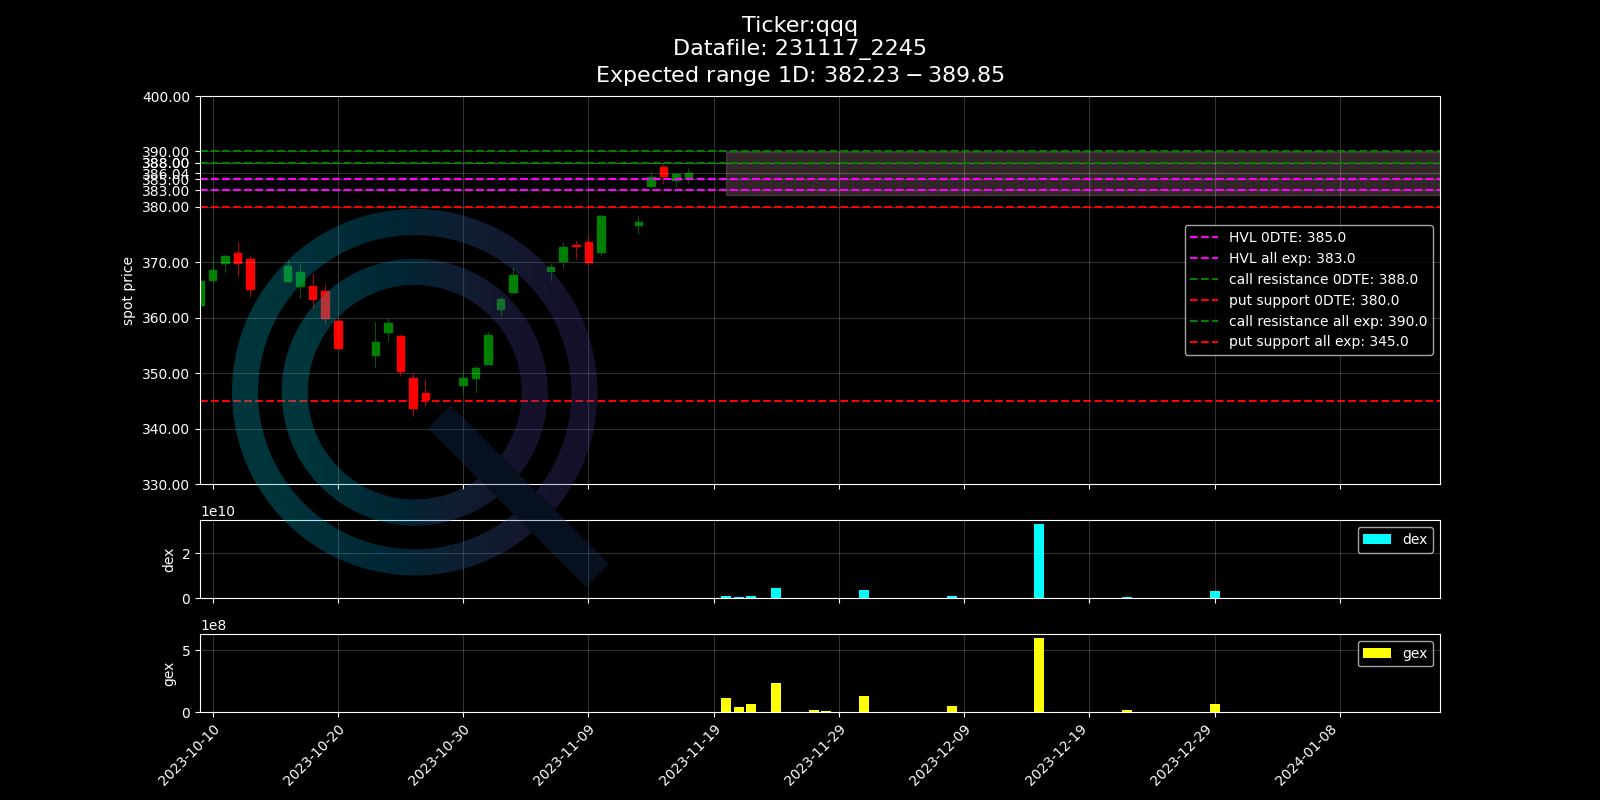 Ticker:qqq
Datafile: 231117_2245
Expected range 1D: 382.23 − 389.85
400.00
390.00
388.00
386.04
385.00
383.00
380.00
370.00
360.00
350.00
340.00
330.00
spot price
HVL 0DTE: 385.0
HVL all exp: 383.0
call resistance 0DTE: 388.0
put support 0DTE: 380.0
call resistance all exp: 390.0
put support all exp: 345.0
1e10
2
0
dex
dex
1e8
5
0
gex
gex
2023-10-10
2023-10-20
2023-10-30
2023-11-09
2023-11-19
2023-11-29
2023-12-09
2023-12-19
2023-12-29
2024-01-08